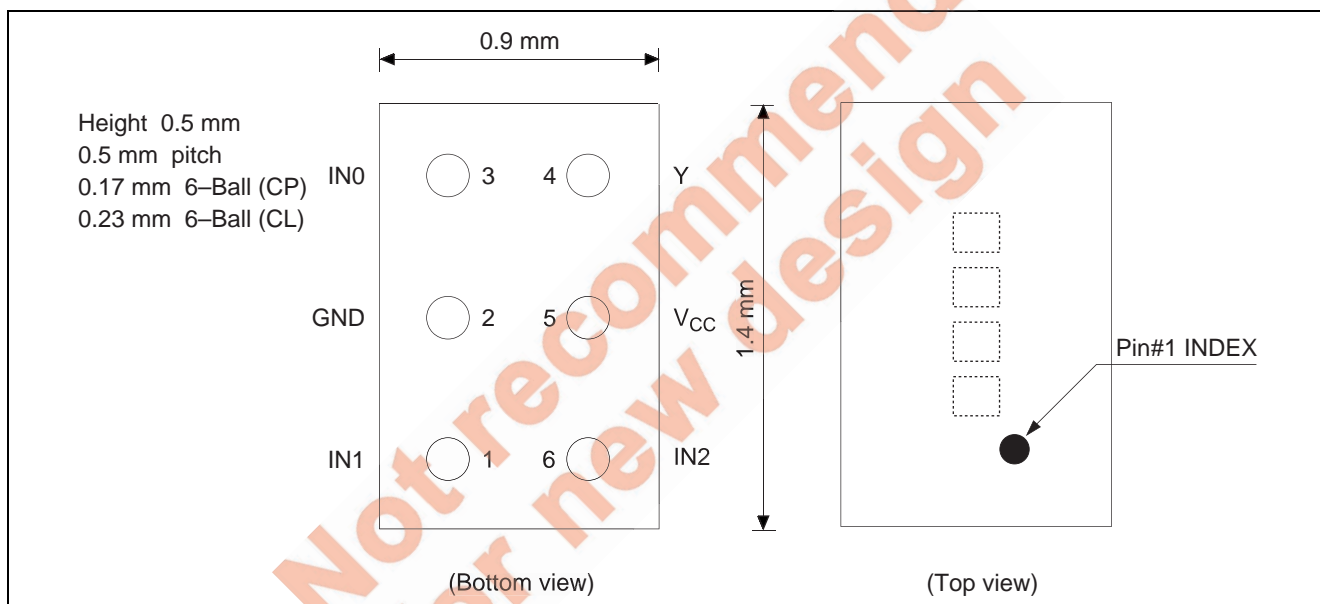 0.9 mm
Height 0.5 mm
0.5 mm pitch
0.17 mm 6–Ball (CP)
0.23 mm 6–Ball (CL)
IN0 3 4 Y
GND 2 5 VCC
IN1 1 6 IN2
1.4 mm
Pin#1 INDEX
(Bottom view)
(Top view)
Not recommend
new design